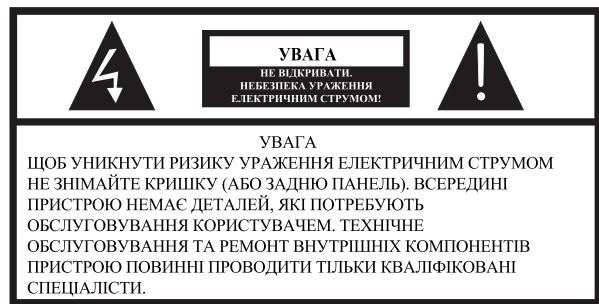 УВАГА
НЕ ВІДКРИВАТИ.
НЕБЕЗПЕКА УРАЖЕННЯ
ЕЛЕКТРИЧНИМ СТРУМОМ!
УВАГА
ЩОБ УНИКНУТИ РИЗИКУ УРАЖЕННЯ ЕЛЕКТРИЧНИМ СТРУМОМ
НЕ ЗНІМАЙТЕ КРИШКУ (АБО ЗАДНЮ ПАНЕЛЬ). ВСЕРЕДИНІ
ПРИСТРОЮ НЕМАЄ ДЕТАЛЕЙ, ЯКІ ПОТРЕБУЮТЬ
ОБСЛУГОВУВАННЯ КОРИСТУВАЧЕМ. ТЕХНІЧНЕ
ОБСЛУГОВУВАННЯ ТА РЕМОНТ ВНУТРІШНІХ КОМПОНЕНТІВ
ПРИСТРОЮ ПОВИННІ ПРОВОДИТИ ТІЛЬКИ КВАЛІФІКОВАНІ
СПЕЦІАЛІСТИ.